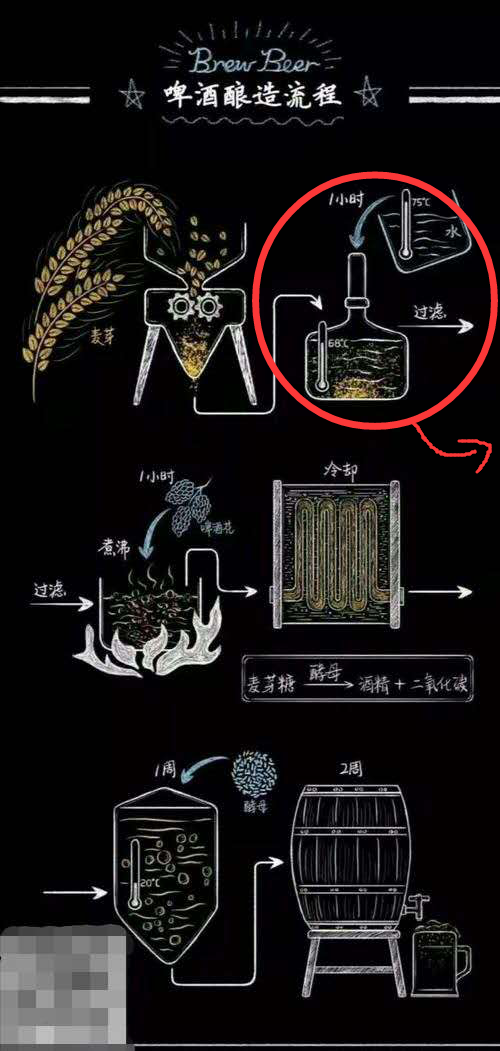 Brew Beer
啤酒酿造流程
1小时
75℃
水
麦芽
68℃
过滤
1小时
啤酒花
冷却
煮沸
过滤
麦芽糖 酵母 酒精 + 二氧化碳
1周
酵母
2周
20℃